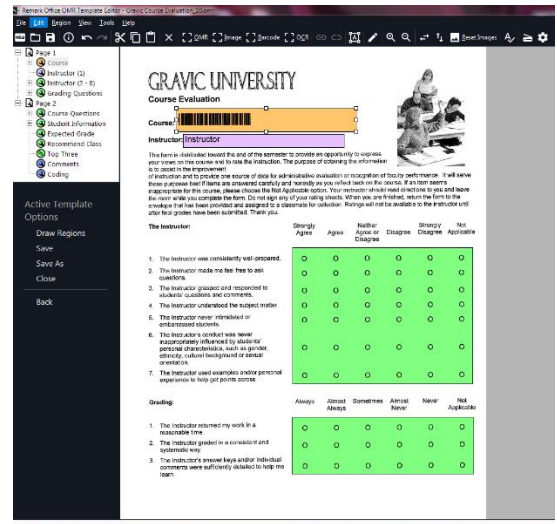 Remark Office OMR Template Editor - Gravic Course Evaluation_10.omr
File Edit Region View Tools Help
OMR Image Barcode OCR Reset Images
Page 1
Course
Instructor (1)
Instructor (2 - 8)
Grading Questions
Page 2
Course Questions
Student Information
Expected Grade
Recommend Class
Top Three
Comments
Coding
Active Template
Options
Draw Regions
Save
Save As
Close
Back
GRAVIC UNIVERSITY
Course Evaluation
Course:
Instructor: Instructor
This form is distributed toward the end of the semester to provide an opportunity to express
your views on this course and to rate the Instructor. The purpose of obtaining the information
is to assist in the improvement
of instruction and to provide one source of data for administrative evaluation or recognition of faculty performance. It will serve
these purposes best if items are answered carefully and honestly as you reflect back on the course. If an item seems
inappropriate for this course, please choose the Not Applicable option. Your instructor should read directions to you and leave
the room while you complete the form. Do not sign any of your rating sheets. When you are finished, return the form to the
envelope that has been provided and assigned to a classmate for collection. Ratings will not be available to the instructor until
after final grades have been submitted. Thank you.
The Instructor:
Strongly Agree
Agree
Neither Agree or Disagree
Disagree
Strongly Disagree
Not Applicable
1. The Instructor was consistently well-prepared.
2. The Instructor made me feel free to ask
questions.
3. The Instructor grasped and responded to
students' questions and comments.
4. The Instructor understood the subject matter.
5. The Instructor never intimidated or
embarrassed students.
6. The Instructor's conduct was never
inappropriately influenced by students'
personal characteristics, such as gender,
ethnicity, cultural background or sexual
orientation.
7. The Instructor used examples and/or personal
experience to help get points across.
Grading:
Always
Almost Always
Sometimes
Almost Never
Never
Not Applicable
1. The Instructor returned my work in a
reasonable time.
2. The Instructor graded in a consistent and
systematic way.
3. The Instructor's answer keys and/or individual
comments were sufficiently detailed to help me
learn.